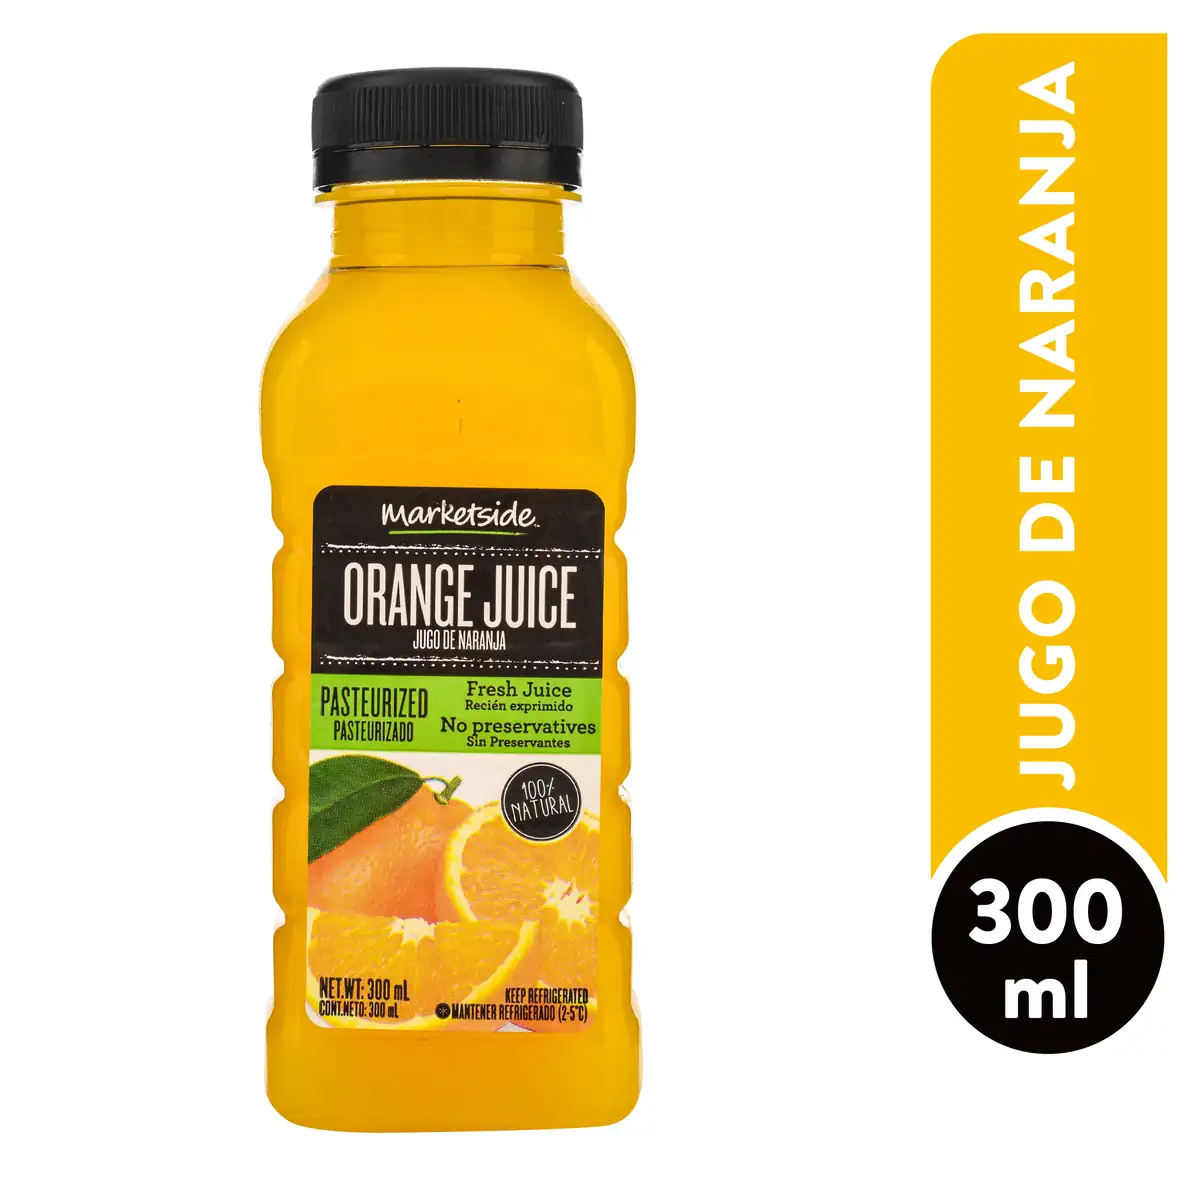 marketside™
ORANGE JUICE
JUGO DE NARANJA
PASTEURIZED
PASTEURIZADO
Fresh Juice
Recién exprimido
No preservatives
Sin Preservantes
100%
NATURAL
NET.WT: 300 mL
CONT.NETO: 300 mL
KEEP REFRIGERATED
MANTENER REFRIGERADO (2-5°C)
JUGO DE NARANJA
300
ml